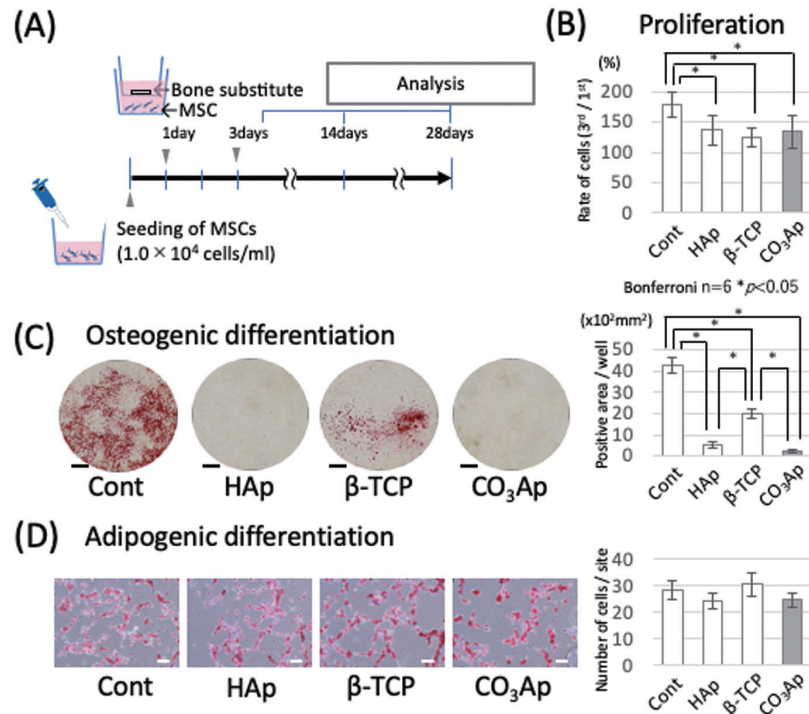 (A)
Bone substitute
MSC
Analysis
1day
3days
14days
28days
Seeding of MSCs
(1.0 × 10⁴ cells/ml)
(B) Proliferation
(%)
*
*
*
Rate of cells (3ʳᵈ / 1ˢᵗ)
200
150
100
50
0
Cont
HAp
β-TCP
CO₃Ap
Bonferroni n=6 *p<0.05
(C) Osteogenic differentiation
Cont
HAp
β-TCP
CO₃Ap
(x10²mm²)
*
*
*
*
*
Positive area / well
50
40
30
20
10
0
Cont
HAp
β-TCP
CO₃Ap
(D) Adipogenic differentiation
Cont
HAp
β-TCP
CO₃Ap
Number of cells / site
40
30
20
10
0
Cont
HAp
β-TCP
CO₃Ap